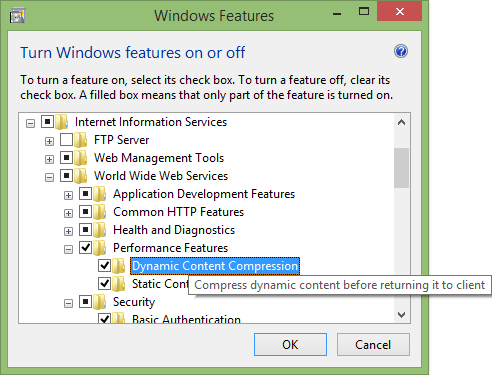 Windows Features
Turn Windows features on or off
To turn a feature on, select its check box. To turn a feature off, clear its
check box. A filled box means that only part of the feature is turned on.
Internet Information Services
FTP Server
Web Management Tools
World Wide Web Services
Application Development Features
Common HTTP Features
Health and Diagnostics
Performance Features
Dynamic Content Compression
Static Cont
Compress dynamic content before returning it to client
Security
Basic Authentication
OK
Cancel